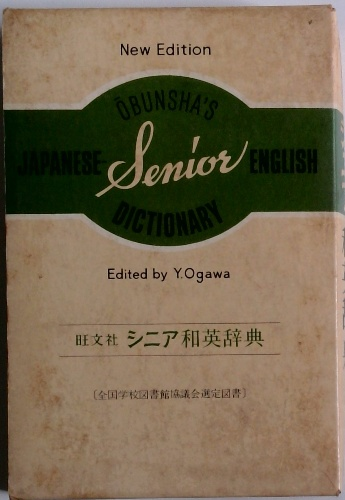 New Edition
ŌBUNSHA'S
JAPANESE- Senior ENGLISH
DICTIONARY
Edited by Y.Ogawa
旺文社 シニア和英辞典
〔全国学校図書館協議会選定図書〕